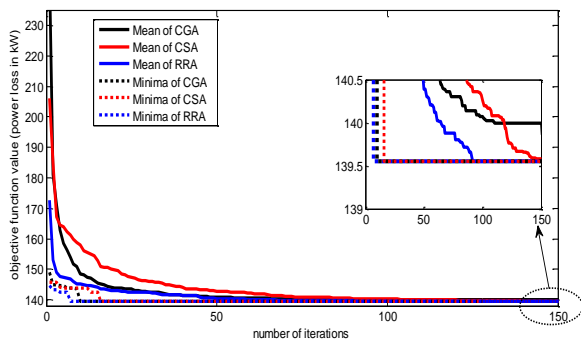 objective function value (power loss in kW)
230
220
210
200
190
180
170
160
150
140
0
50
100
150
number of iterations
Mean of CGA
Mean of CSA
Mean of RRA
Minima of CGA
Minima of CSA
Minima of RRA
140.5
140
139.5
139
0
50
100
150